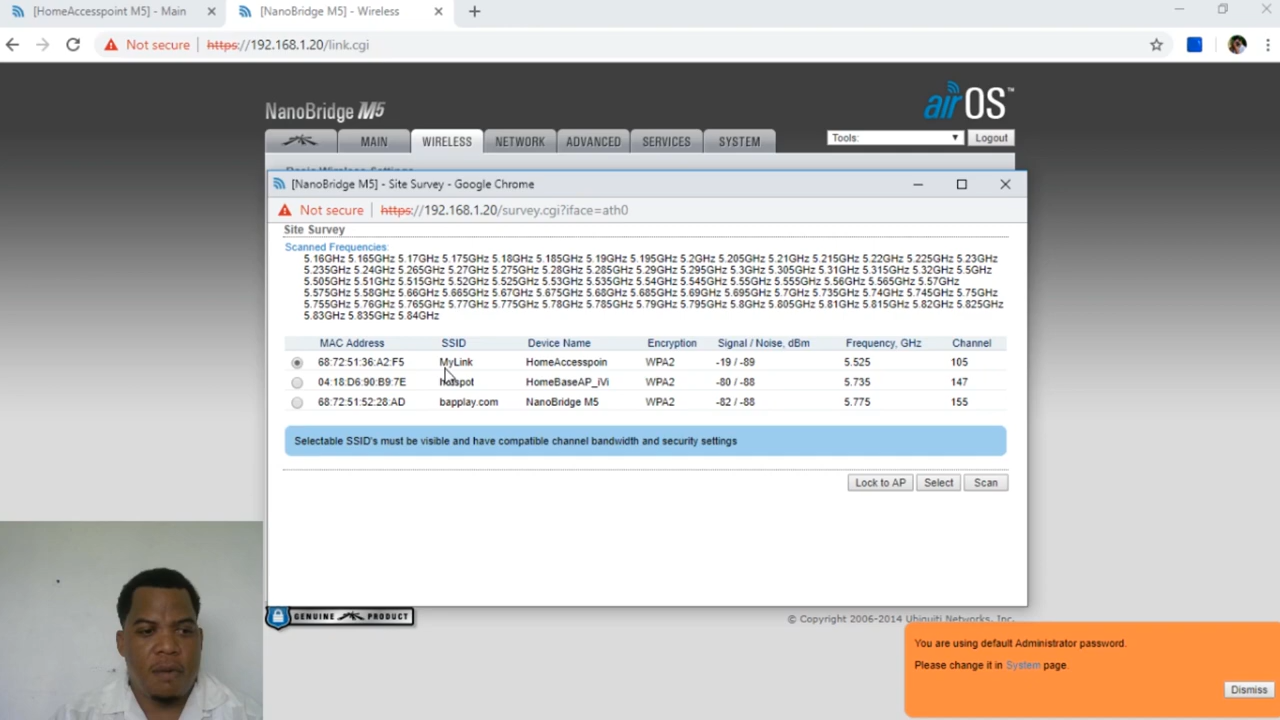 [HomeAccesspoint M5] - Main
[NanoBridge M5] - Wireless
Not secure | https://192.168.1.20/link.cgi
NanoBridge M5
airOS™
MAIN WIRELESS NETWORK ADVANCED SERVICES SYSTEM Tools: Logout
[NanoBridge M5] - Site Survey - Google Chrome
Not secure | https://192.168.1.20/survey.cgi?iface=ath0
Site Survey
Scanned Frequencies:
5.16GHz 5.165GHz 5.17GHz 5.175GHz 5.18GHz 5.185GHz 5.19GHz 5.195GHz 5.2GHz 5.205GHz 5.21GHz 5.215GHz 5.22GHz 5.225GHz 5.23GHz
5.235GHz 5.24GHz 5.265GHz 5.27GHz 5.275GHz 5.28GHz 5.285GHz 5.29GHz 5.295GHz 5.3GHz 5.305GHz 5.31GHz 5.315GHz 5.32GHz 5.5GHz
5.505GHz 5.51GHz 5.515GHz 5.52GHz 5.525GHz 5.53GHz 5.535GHz 5.54GHz 5.545GHz 5.55GHz 5.555GHz 5.56GHz 5.565GHz 5.57GHz
5.575GHz 5.58GHz 5.66GHz 5.665GHz 5.67GHz 5.675GHz 5.68GHz 5.685GHz 5.69GHz 5.695GHz 5.7GHz 5.735GHz 5.74GHz 5.745GHz 5.75GHz
5.755GHz 5.76GHz 5.765GHz 5.77GHz 5.775GHz 5.78GHz 5.785GHz 5.79GHz 5.795GHz 5.8GHz 5.805GHz 5.81GHz 5.815GHz 5.82GHz 5.825GHz
5.83GHz 5.835GHz 5.84GHz
MAC Address SSID Device Name Encryption Signal / Noise, dBm Frequency, GHz Channel
68:72:51:36:A2:F5 MyLink HomeAccesspoin WPA2 -19 / -89 5.525 105
04:18:D6:90:B9:7E hotspot HomeBaseAP_iVi WPA2 -80 / -88 5.735 147
68:72:51:52:28:AD bapplay.com NanoBridge M5 WPA2 -82 / -88 5.775 155
Selectable SSID's must be visible and have compatible channel bandwidth and security settings
Lock to AP Select Scan
GENUINE PRODUCT
© Copyright 2006-2014 Ubiquiti Networks, Inc.
You are using default Administrator password.
Please change it in System page.
Dismiss